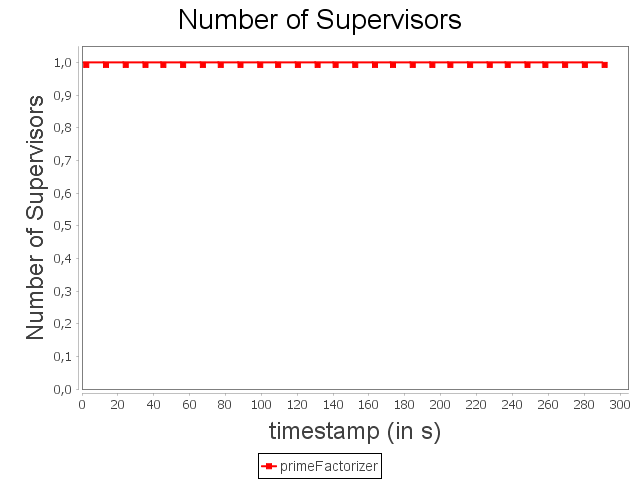 Number of Supervisors
Number of Supervisors
1,0
0,9
0,8
0,7
0,6
0,5
0,4
0,3
0,2
0,1
0,0
0 20 40 60 80 100 120 140 160 180 200 220 240 260 280 300
timestamp (in s)
primeFactorizer